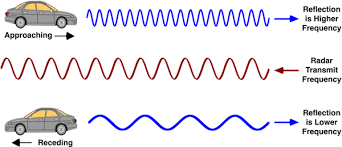 Approaching
Reflection
is Higher
Frequency
Radar
Transmit
Frequency
Receding
Reflection
is Lower
Frequency